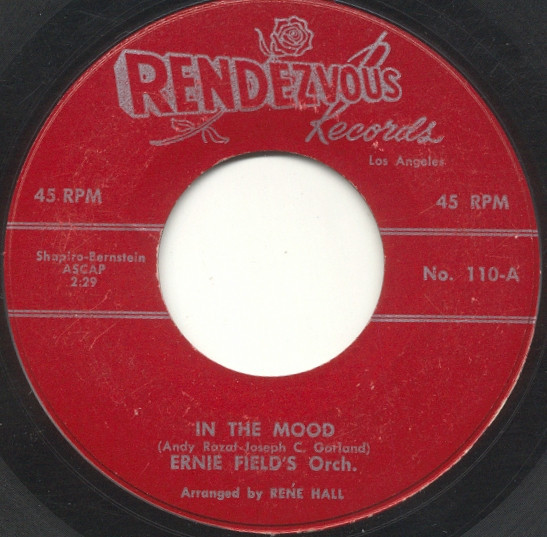 RENDEZVOUS
Records
Los Angeles
45 RPM
45 RPM
Shapiro-Bernstein
ASCAP
2:29
No. 110-A
IN THE MOOD
(Andy Razaf-Joseph C. Garland)
ERNIE FIELD'S Orch.
Arranged by RENE HALL